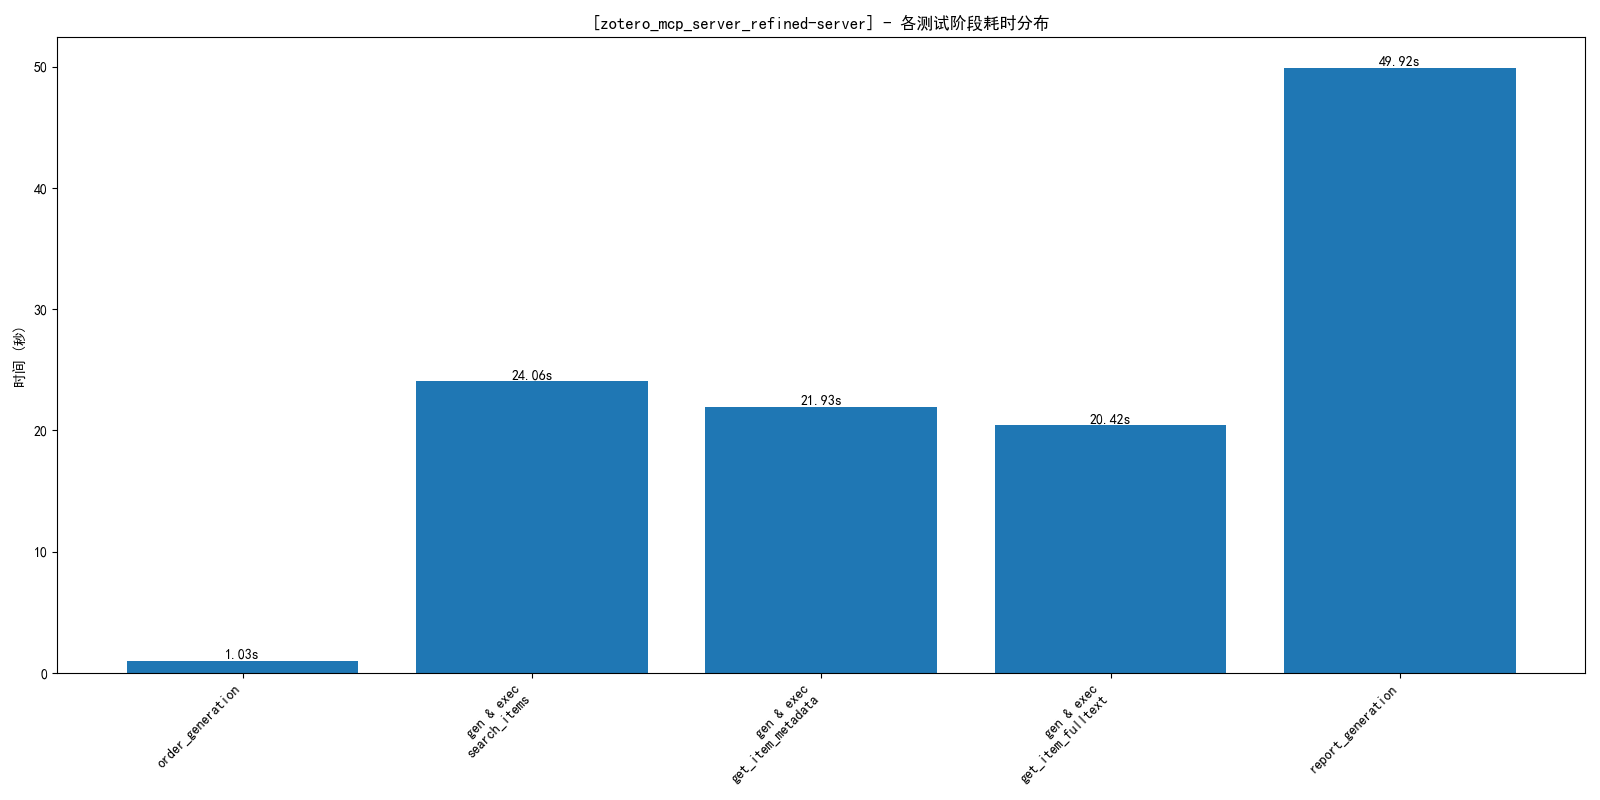 [zotero_mcp_server_refined-server] - 各测试阶段耗时分布
时间 (秒)
50
40
30
20
10
0
1.03s
24.06s
21.93s
20.42s
49.92s
order_generation
gen & exec
search_items
gen & exec
get_item_metadata
gen & exec
get_item_fulltext
report_generation